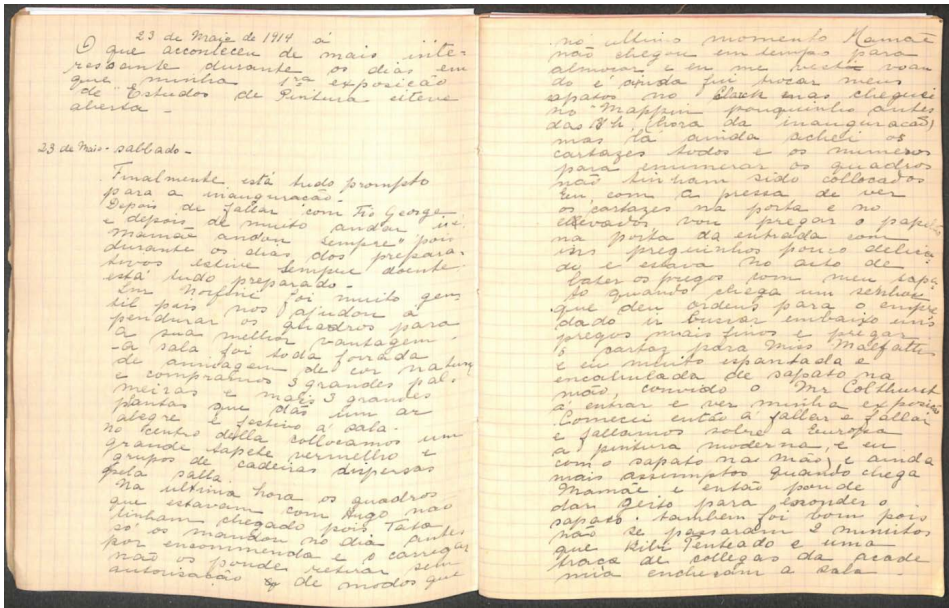 23 de Maio de 1914 á
O que aconteceu de mais inte-
ressante durante os dias em
que minha 1ra exposição
de "Estudos de Pintura esteve
aberta -
23 de Maio - sabbado -
Finalmente está tudo prompto
para a inauguração.
Depois de fallar com Tio George
e depois de muito andar, i.e.
Mamãe andou sempre" pois
durante os dias dos prepara-
tivos estive sempre doente
está tudo preparado -
Sr Norfini foi muito gen-
til pois nos ajudou a
pendurar os quadros para
a sua melhor vantagem
- A sala foi toda forrada
de aniagem de cor natural
e compramos 3 grandes pal-
meiras e mais 3 grandes
plantas que dão um ar
alegre e festivo á sala.
No centro della collocamos um
grande tapete vermelho e
grupos de cadeiras dispersas
pela salla.
Na ultima hora os quadros
que estavam com Hugo não
tinham chegado pois Tata
só os mandou no dia antes
por encommenda e o carregador
não os poude retirar sem
autorisação de modos que
no ultimo momento Mamãe
não chegou em tempo para
almoçar e eu me vesti voan-
do e ainda fui trocar meus
sapatos no Clark mas cheguei
no "Mappin pouquinho antes
das h. (hora da inauguração)
mas lá ainda achei os
cartazes todos e os numeros
para enumerar os quadros
não tinham sido collocados
Eu, com a pressa de ver
os cartazes na porta e no
elevador vou pregar o papel
na porta da entrada com
uns preguinhos pouco delica-
dos e estava no acto de
bater os pregos com meu sapa-
to quando chega um senhor
que deu ordens para o empre-
gado ir buscar embaixo uns
pregos mais finos e pregar
o cartaz para Miss Malfatti
e eu muito espantada e
encabulada de sapato na
mão, convido o Mr Colthurst
á entrar e ver minha exposição
Comecei então á fallar e fallar
e fallamos sobre a Europa
a pintura moderna, e eu
com o sapato na mão, e ainda
mais assumptos quando chega
Mamãe e então poude
dar geito para esconder o
sapato. Tambem foi bom pois
não se passaram 2 minutos
que Bibi Penteado e uma
traça de collegas da acade
mia encheram a sala -